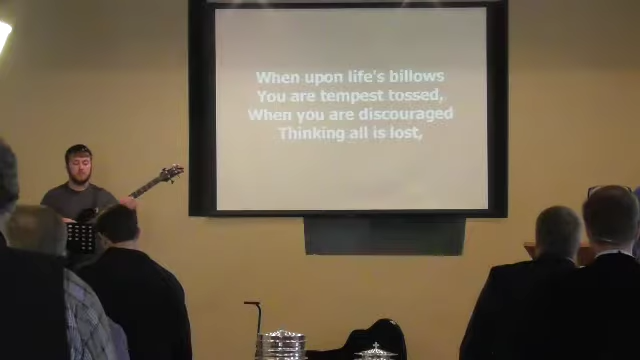 When upon life's billows
You are tempest tossed,
When you are discouraged
Thinking all is lost,